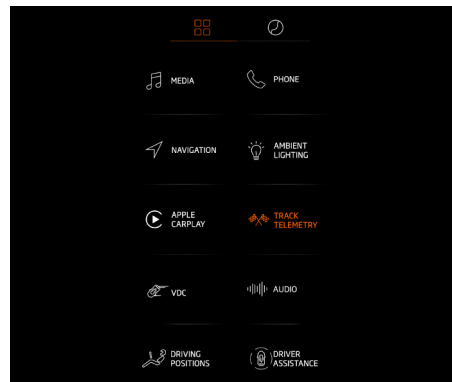 MEDIA
PHONE
NAVIGATION
AMBIENT
LIGHTING
APPLE
CARPLAY
TRACK
TELEMETRY
VDC
AUDIO
DRIVING
POSITIONS
DRIVER
ASSISTANCE